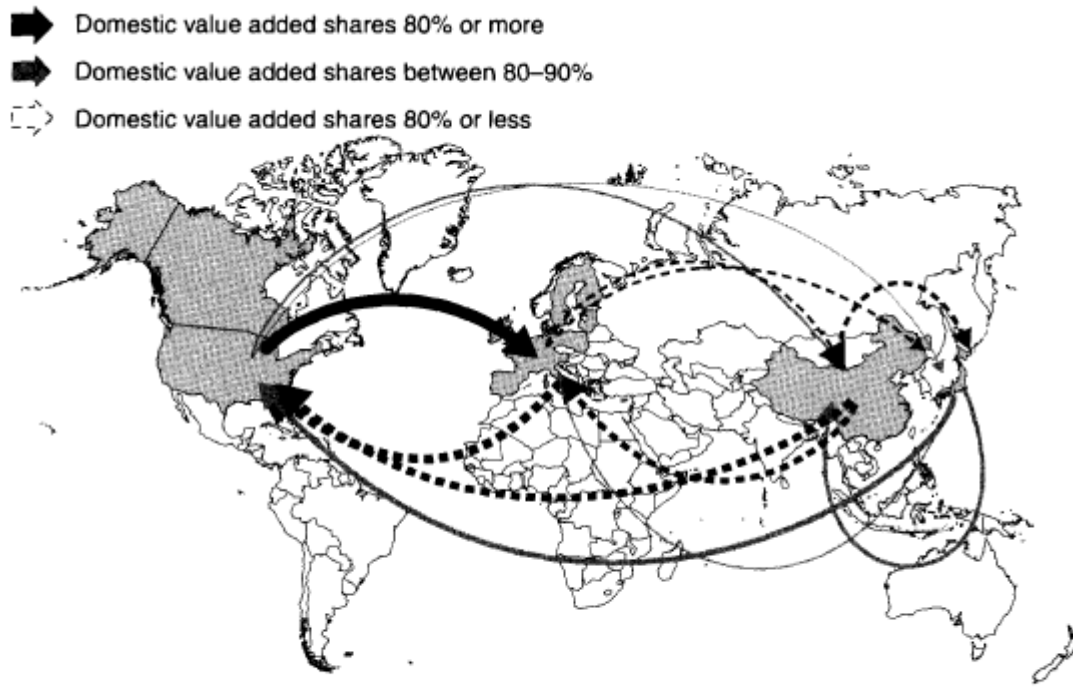 Domestic value added shares 80% or more
Domestic value added shares between 80–90%
Domestic value added shares 80% or less